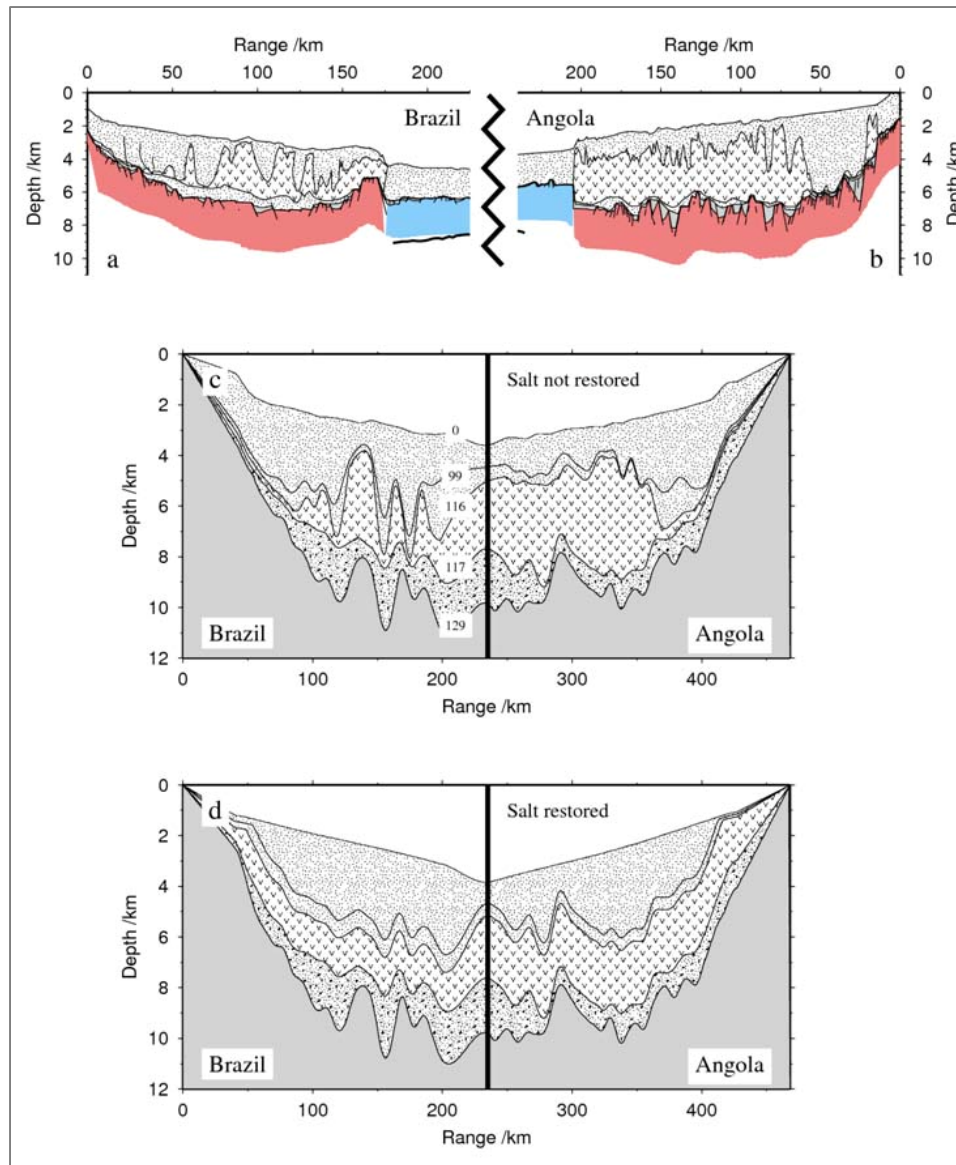 Range /km
Range /km
0 50 100 150 200
200 150 100 50 0
Brazil
Angola
0
2
4
6
8
10
Depth /km
a
b
0
2
4
6
8
10
Depth /km
c
Salt not restored
0
99
116
117
129
Brazil
Angola
0
2
4
6
8
10
12
Depth /km
0 100 200 300 400
Range /km
d
Salt restored
Brazil
Angola
0
2
4
6
8
10
12
Depth /km
0 100 200 300 400
Range /km